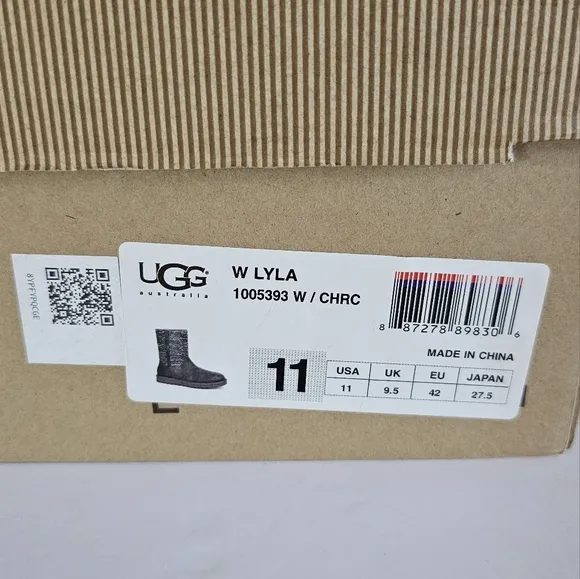 UGG
australia
W LYLA
1005393 W / CHRC
8 87278 89830 6
MADE IN CHINA
11
USA UK EU JAPAN
11 9.5 42 27.5